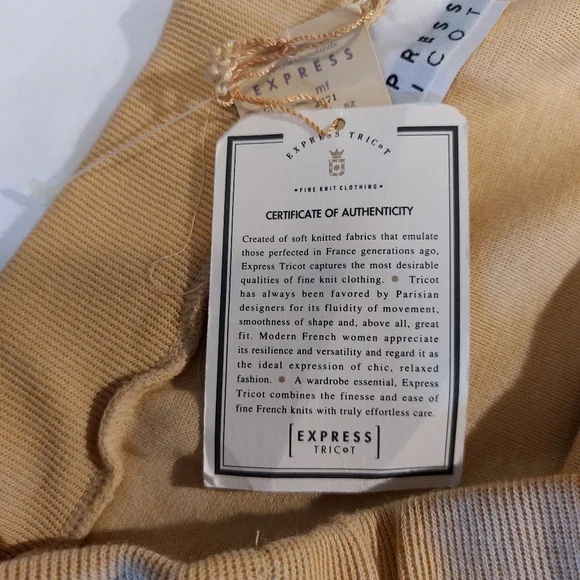 EXPRESS
mf
sz
PRESS
ICOT
EXPRESS TRICoT
• FINE KNIT CLOTHING •
CERTIFICATE OF AUTHENTICITY
Created of soft knitted fabrics that emulate
those perfected in France generations ago,
Express Tricot captures the most desirable
qualities of fine knit clothing. ✹ Tricot
has always been favored by Parisian
designers for its fluidity of movement,
smoothness of shape and, above all, great
fit. Modern French women appreciate
its resilience and versatility and regard it as
the ideal expression of chic, relaxed
fashion. ✹ A wardrobe essential, Express
Tricot combines the finesse and ease of
fine French knits with truly effortless care.
[EXPRESS]
TRICoT